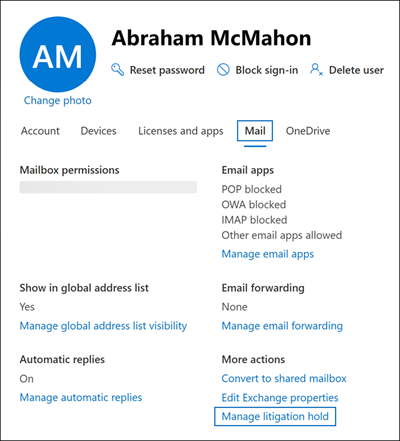 AM
Abraham McMahon
Reset password Block sign-in Delete user
Change photo
Account Devices Licenses and apps Mail OneDrive
Mailbox permissions
Email apps
POP blocked
OWA blocked
IMAP blocked
Other email apps allowed
Manage email apps
Show in global address list
Yes
Manage global address list visibility
Email forwarding
None
Manage email forwarding
Automatic replies
On
Manage automatic replies
More actions
Convert to shared mailbox
Edit Exchange properties
Manage litigation hold